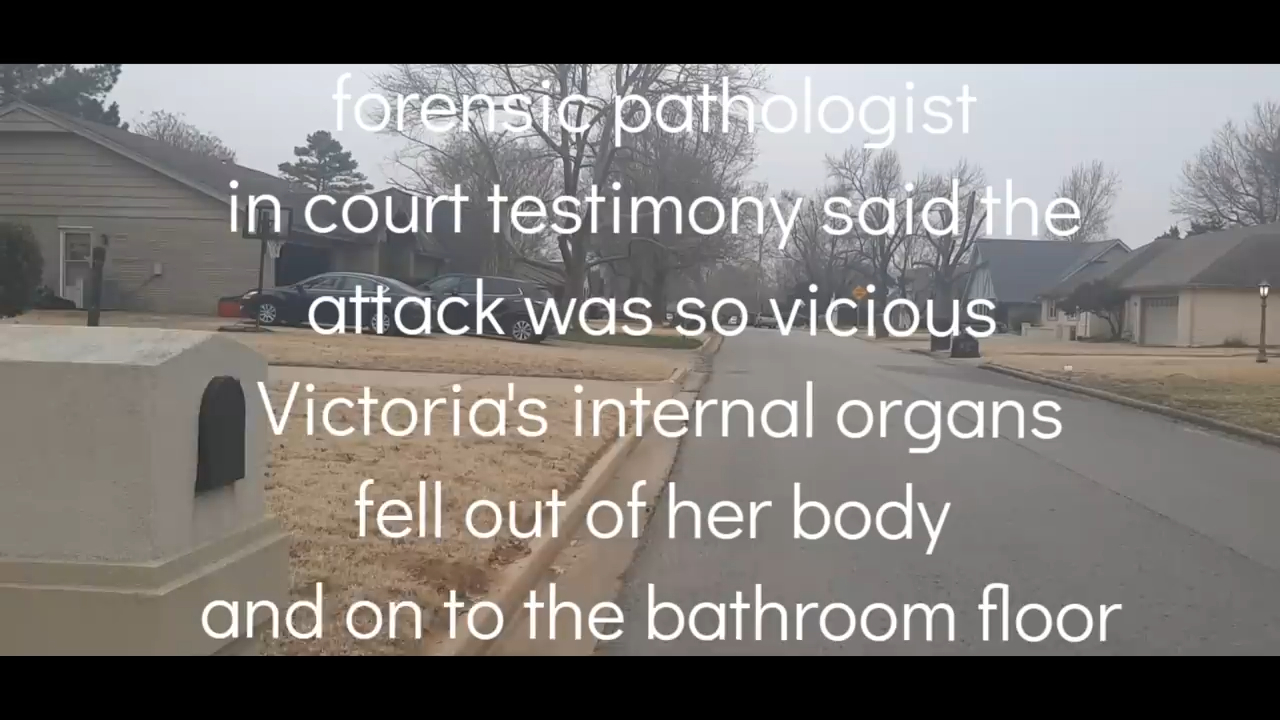 forensic pathologist
in court testimony said the
attack was so vicious
Victoria's internal organs
fell out of her body
and on to the bathroom floor